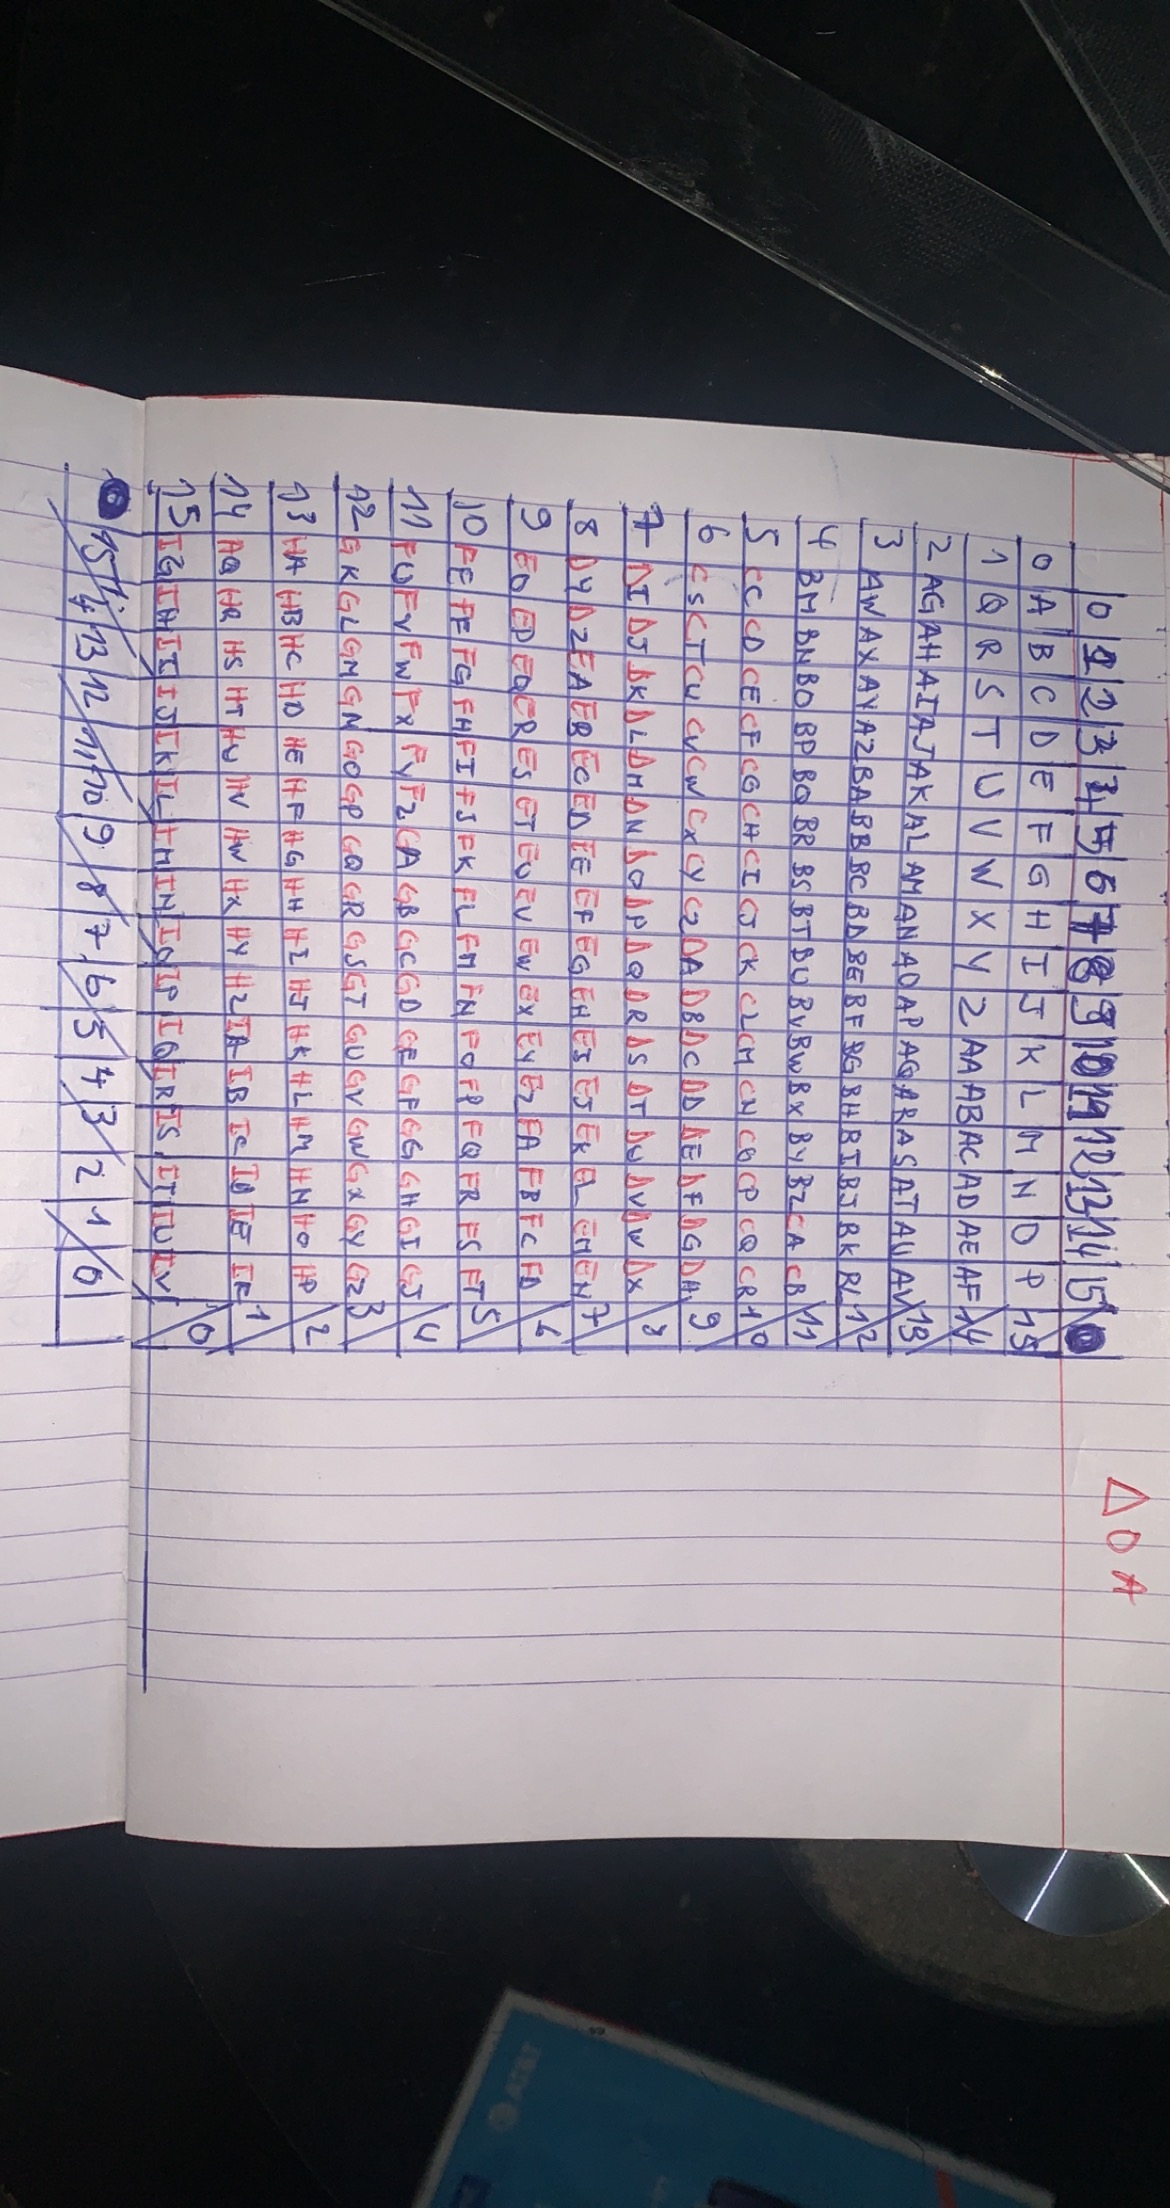 Δ O A
0 1 2 3 4 5 6 7 8 9 10 11 12 13 14 15
0 A B C D E F G H I J K L M N O P 15
1 Q R S T U V W X Y Z AA AB AC AD AE AF 14
2 AG AH AI AJ AK AL AM AN AO AP AQ AR AS AT AU AV 13
3 AW AX AY AZ BA BB BC BD BE BF BG BH BI BJ BK BL 12
4 BM BN BO BP BQ BR BS BT BU BV BW BX BY BZ CA CB 11
5 CC CD CE CF CG CH CI CJ CK CL CM CN CO CP CQ CR 10
6 CS CT CU CV CW CX CY CZ DA DB DC DD DE DF DG DH 9
7 DI DJ DK DL DM DN DO DP DQ DR DS DT DU DV DW DX 8
8 DY DZ EA EB EC ED EE EF EG EH EI EJ EK EL EM EN 7
9 EO EP EQ ER ES ET EU EV EW EX EY EZ FA FB FC FD 6
10 FE FF FG FH FI FJ FK FL FM FN FO FP FQ FR FS FT 5
11 FU FV FW FX FY FZ GA GB GC GD GE GF GG GH GI GJ 4
12 GK GL GM GN GO GP GQ GR GS GT GU GV GW GX GY GZ 3
13 HA HB HC HD HE HF HG HH HI HJ HK HL HM HN HO HP 2
14 HQ HR HS HT HU HV HW HX HY HZ IA IB IC ID IE IF 1
15 IG IH II IJ IK IL IM IN IO IP IQ IR IS IT IU IV 0
15 14 13 12 11 10 9 8 7 6 5 4 3 2 1 0
AT&T